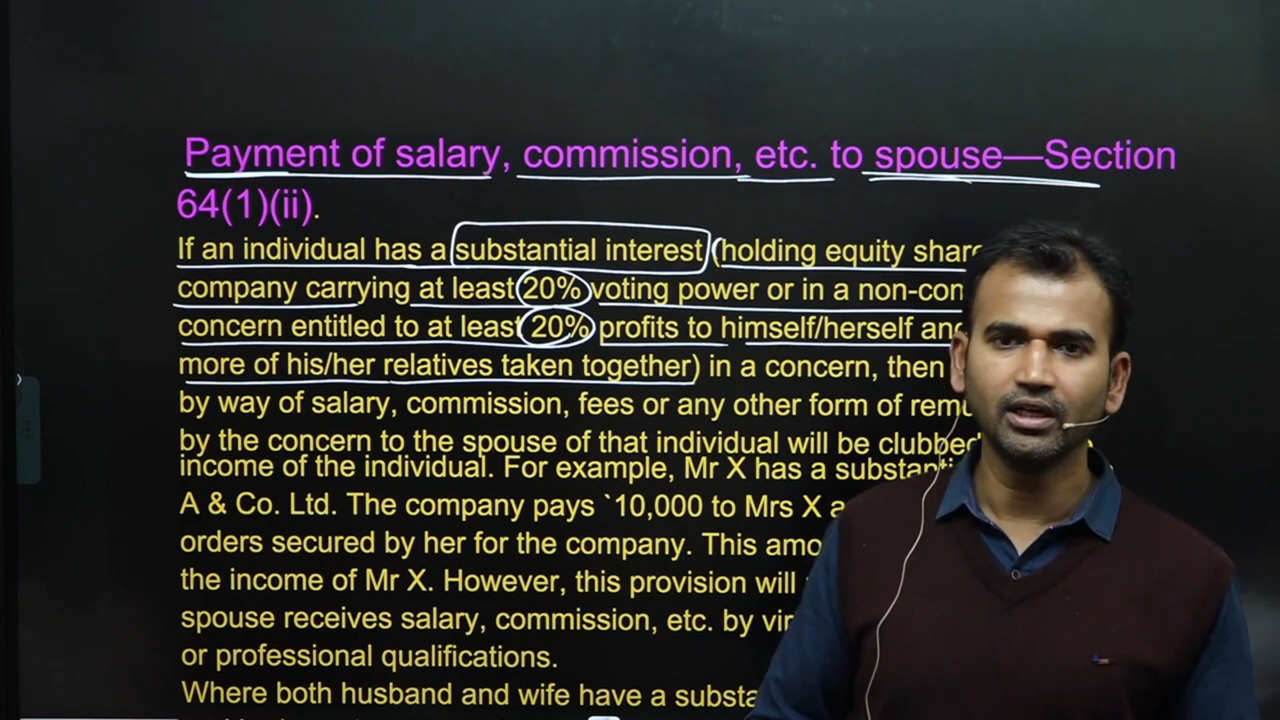 Payment of salary, commission, etc. to spouse—Section
64(1)(ii).
If an individual has a substantial interest (holding equity
company carrying at least 20% voting power or in a
concern entitled to at least 20% profits to himself/herself
more of his/her relatives taken together) in a concern, then
by way of salary, commission, fees or any other form of
by the concern to the spouse of that individual will be clubbed
income of the individual. For example, Mr X has a
A & Co. Ltd. The company pays `10,000 to Mrs X
orders secured by her for the company. This
the income of Mr X. However, this provision will
spouse receives salary, commission, etc. by
or professional qualifications.
Where both husband and wife have a